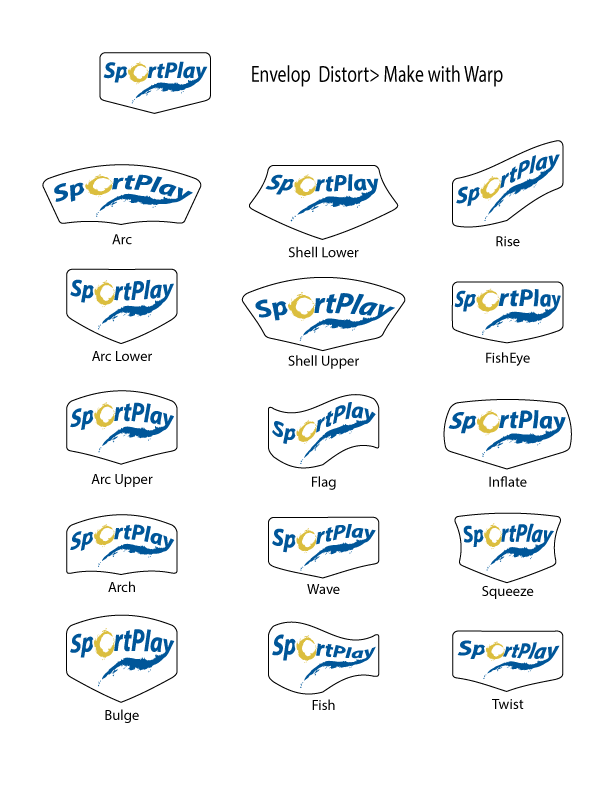 SportPlay
Envelop Distort> Make with Warp
SportPlay
SportPlay
SportPlay
Arc
Shell Lower
Rise
SportPlay
SportPlay
SportPlay
Arc Lower
Shell Upper
FishEye
SportPlay
SportPlay
SportPlay
Arc Upper
Flag
Inflate
SportPlay
SportPlay
SportPlay
Arch
Wave
Squeeze
SportPlay
SportPlay
SportPlay
Bulge
Fish
Twist